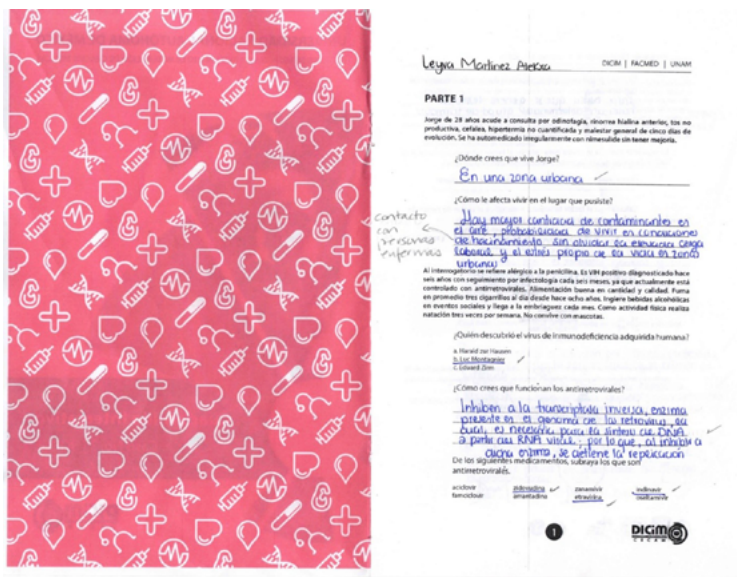 Leyva Martínez Aleksa
DICIM | FACMED | UNAM
PARTE 1
Jorge de 28 años acude a consulta por odinofagia, rinorrea hialina anterior, tos no
productiva, cefalea, hipertermia no cuantificada y malestar general de cinco días de
evolución. Se ha automedicado irregularmente con nimesulide sin tener mejoría.
¿Dónde crees que vive Jorge?
En una zona urbana
¿Cómo le afecta vivir en el lugar que pusiste?
Hay mayor cantidad de contaminantes en
el aire, probabilidad de vivir en condiciones
de hacinamiento, sin olvidar la elevada carga
laboral y el estrés propio de la vida en zonas
urbanas
contacto
con
personas
enfermas
Al interrogatorio se refiere alérgico a la penicilina. Es VIH positivo diagnosticado hace
seis años con seguimiento por infectología cada seis meses, ya que actualmente está
controlado con antirretrovirales. Alimentación buena en cantidad y calidad. Fuma
en promedio tres cigarrillos al día desde hace ocho años. Ingiere bebidas alcohólicas
en eventos sociales y llega a la embriaguez cada mes. Como actividad física realiza
natación tres veces por semana. No convive con mascotas.
¿Quién descubrió el virus de inmunodeficiencia adquirida humana?
a. Harald zur Hausen
b. Luc Montagnier
c. Edward Zinn
¿Cómo crees que funcionan los antirretrovirales?
Inhiben a la transcriptasa inversa, enzima
presente en el genoma de los retrovirus, la
cual, es necesaria para la síntesis de DNA
a partir del RNA viral; por lo que, al inhibir a
dicha enzima, se detiene la replicación
De los siguientes medicamentos, subraya los que son
antirretrovirales.
aciclovir zidovudina zanamivir indinavir
famciclovir amantadina etravirina oseltamivir
1
DICiM